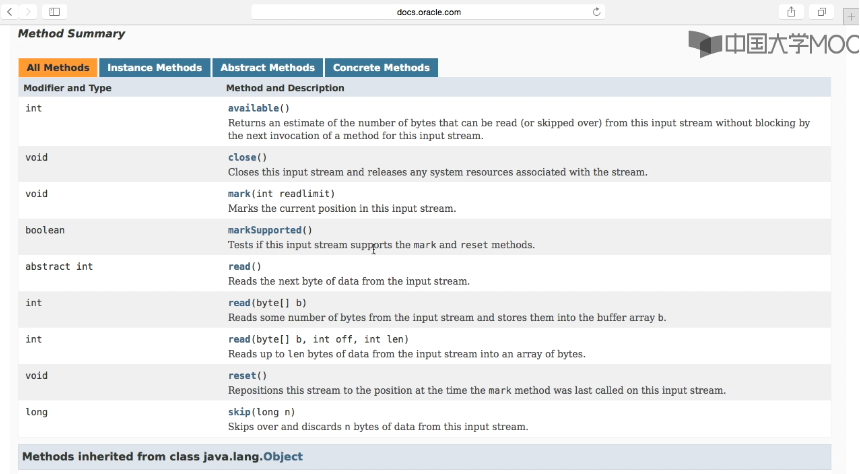 docs.oracle.com
Method Summary
中国大学MOO
All Methods Instance Methods Abstract Methods Concrete Methods
Modifier and Type Method and Description
int available()
Returns an estimate of the number of bytes that can be read (or skipped over) from this input stream without blocking by
the next invocation of a method for this input stream.
void close()
Closes this input stream and releases any system resources associated with the stream.
void mark(int readlimit)
Marks the current position in this input stream.
boolean markSupported()
Tests if this input stream supports the mark and reset methods.
abstract int read()
Reads the next byte of data from the input stream.
int read(byte[] b)
Reads some number of bytes from the input stream and stores them into the buffer array b.
int read(byte[] b, int off, int len)
Reads up to len bytes of data from the input stream into an array of bytes.
void reset()
Repositions this stream to the position at the time the mark method was last called on this input stream.
long skip(long n)
Skips over and discards n bytes of data from this input stream.
Methods inherited from class java.lang.Object